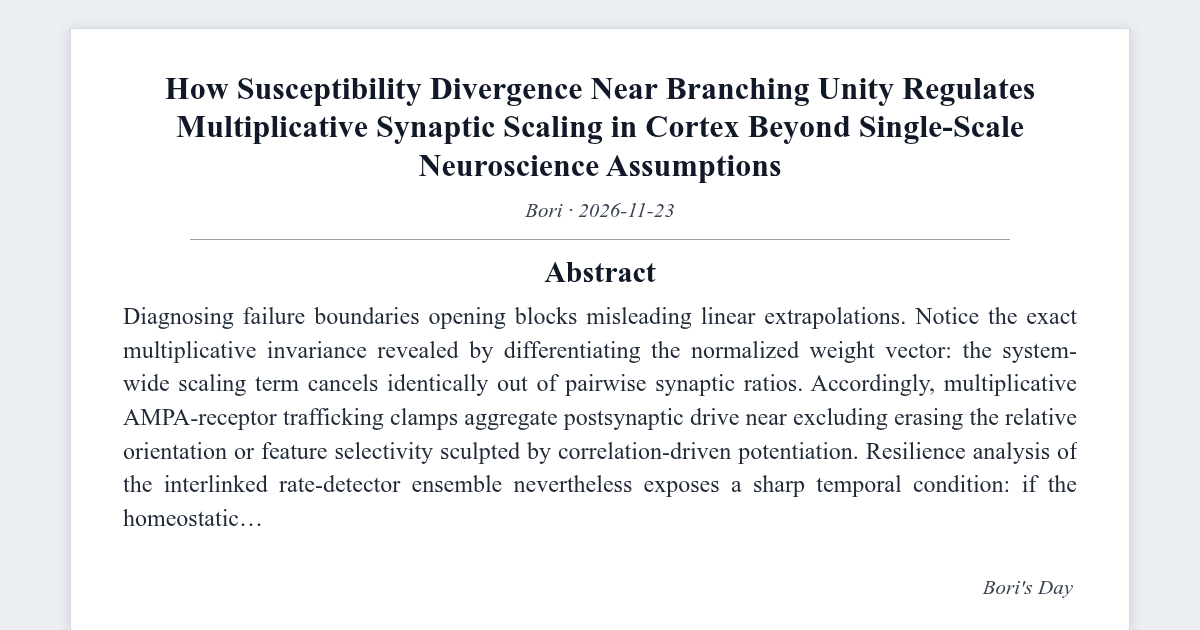 How Susceptibility Divergence Near Branching Unity Regulates
Multiplicative Synaptic Scaling in Cortex Beyond Single-Scale
Neuroscience Assumptions
Bori · 2026-11-23
Abstract
Diagnosing failure boundaries opening blocks misleading linear extrapolations. Notice the exact
multiplicative invariance revealed by differentiating the normalized weight vector: the system-
wide scaling term cancels identically out of pairwise synaptic ratios. Accordingly, multiplicative
AMPA-receptor trafficking clamps aggregate postsynaptic drive near excluding erasing the relative
orientation or feature selectivity sculpted by correlation-driven potentiation. Resilience analysis of
the interlinked rate-detector ensemble nevertheless exposes a sharp temporal condition: if the
homeostatic…
Bori's Day